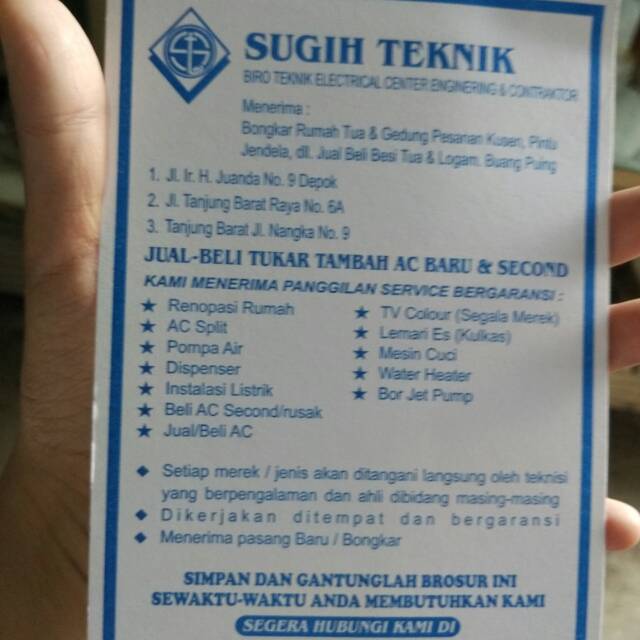 SUGIH TEKNIK
BIRO TEKNIK ELECTRICAL CENTER ENGINERING & CONTRAKTOR
Menerima :
Bongkar Rumah Tua & Gedung Pesanan Kusen, Pintu
Jendela, dll. Jual Beli Besi Tua & Logam, Buang Puing
1. Jl. Ir. H. Juanda No. 9 Depok
2. Jl. Tanjung Barat Raya No. 6A
3. Tanjung Barat Jl. Nangka No. 9
JUAL-BELI TUKAR TAMBAH AC BARU & SECOND
KAMI MENERIMA PANGGILAN SERVICE BERGARANSI :
★ Renopasi Rumah
★ AC Split
★ Pompa Air
★ Dispenser
★ Instalasi Listrik
★ Beli AC Second/rusak
★ Jual/Beli AC
★ TV Colour (Segala Merek)
★ Lemari Es (Kulkas)
★ Mesin Cuci
★ Water Heater
★ Bor Jet Pump
◆ Setiap merek / jenis akan ditangani langsung oleh teknisi
yang berpengalaman dan ahli dibidang masing-masing
◆ Dikerjakan ditempat dan bergaransi
◆ Menerima pasang Baru / Bongkar
SIMPAN DAN GANTUNGLAH BROSUR INI
SEWAKTU-WAKTU ANDA MEMBUTUHKAN KAMI
SEGERA HUBUNGI KAMI DI